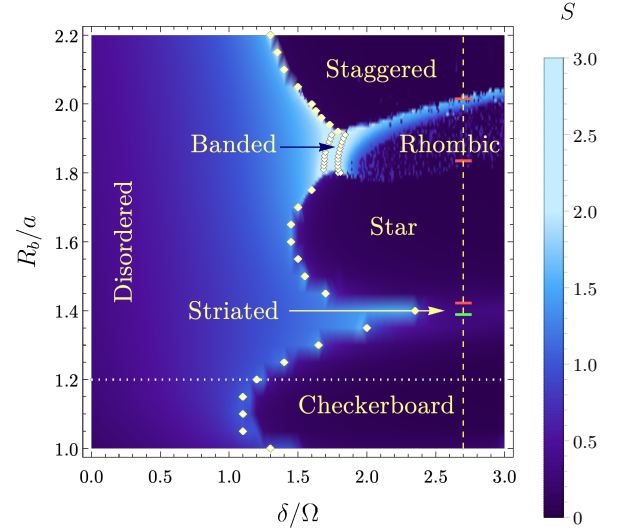 S
2.2
2.0
1.8
1.6
1.4
1.2
1.0
R_b/a
0.0
0.5
1.0
1.5
2.0
2.5
3.0
δ/Ω
Staggered
Banded
Rhombic
Disordered
Star
Striated
Checkerboard
3.0
2.5
2.0
1.5
1.0
0.5
0